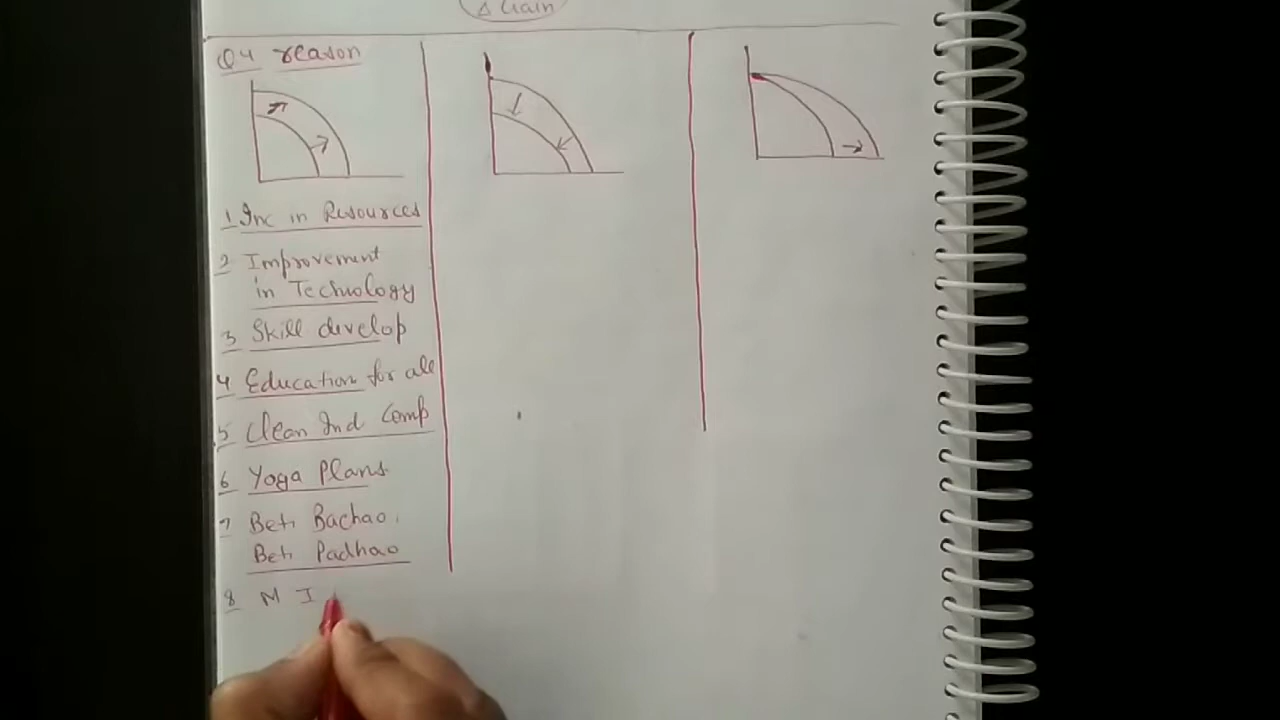 Δ Gain
Q4 reason
1 Inc in Resources
2 Improvement
in Technology
3 Skill develop
4 Education for all
5 Clean Ind Comp
6 Yoga Plans
7 Beti Bachao,
Beti Padhao
8 M I